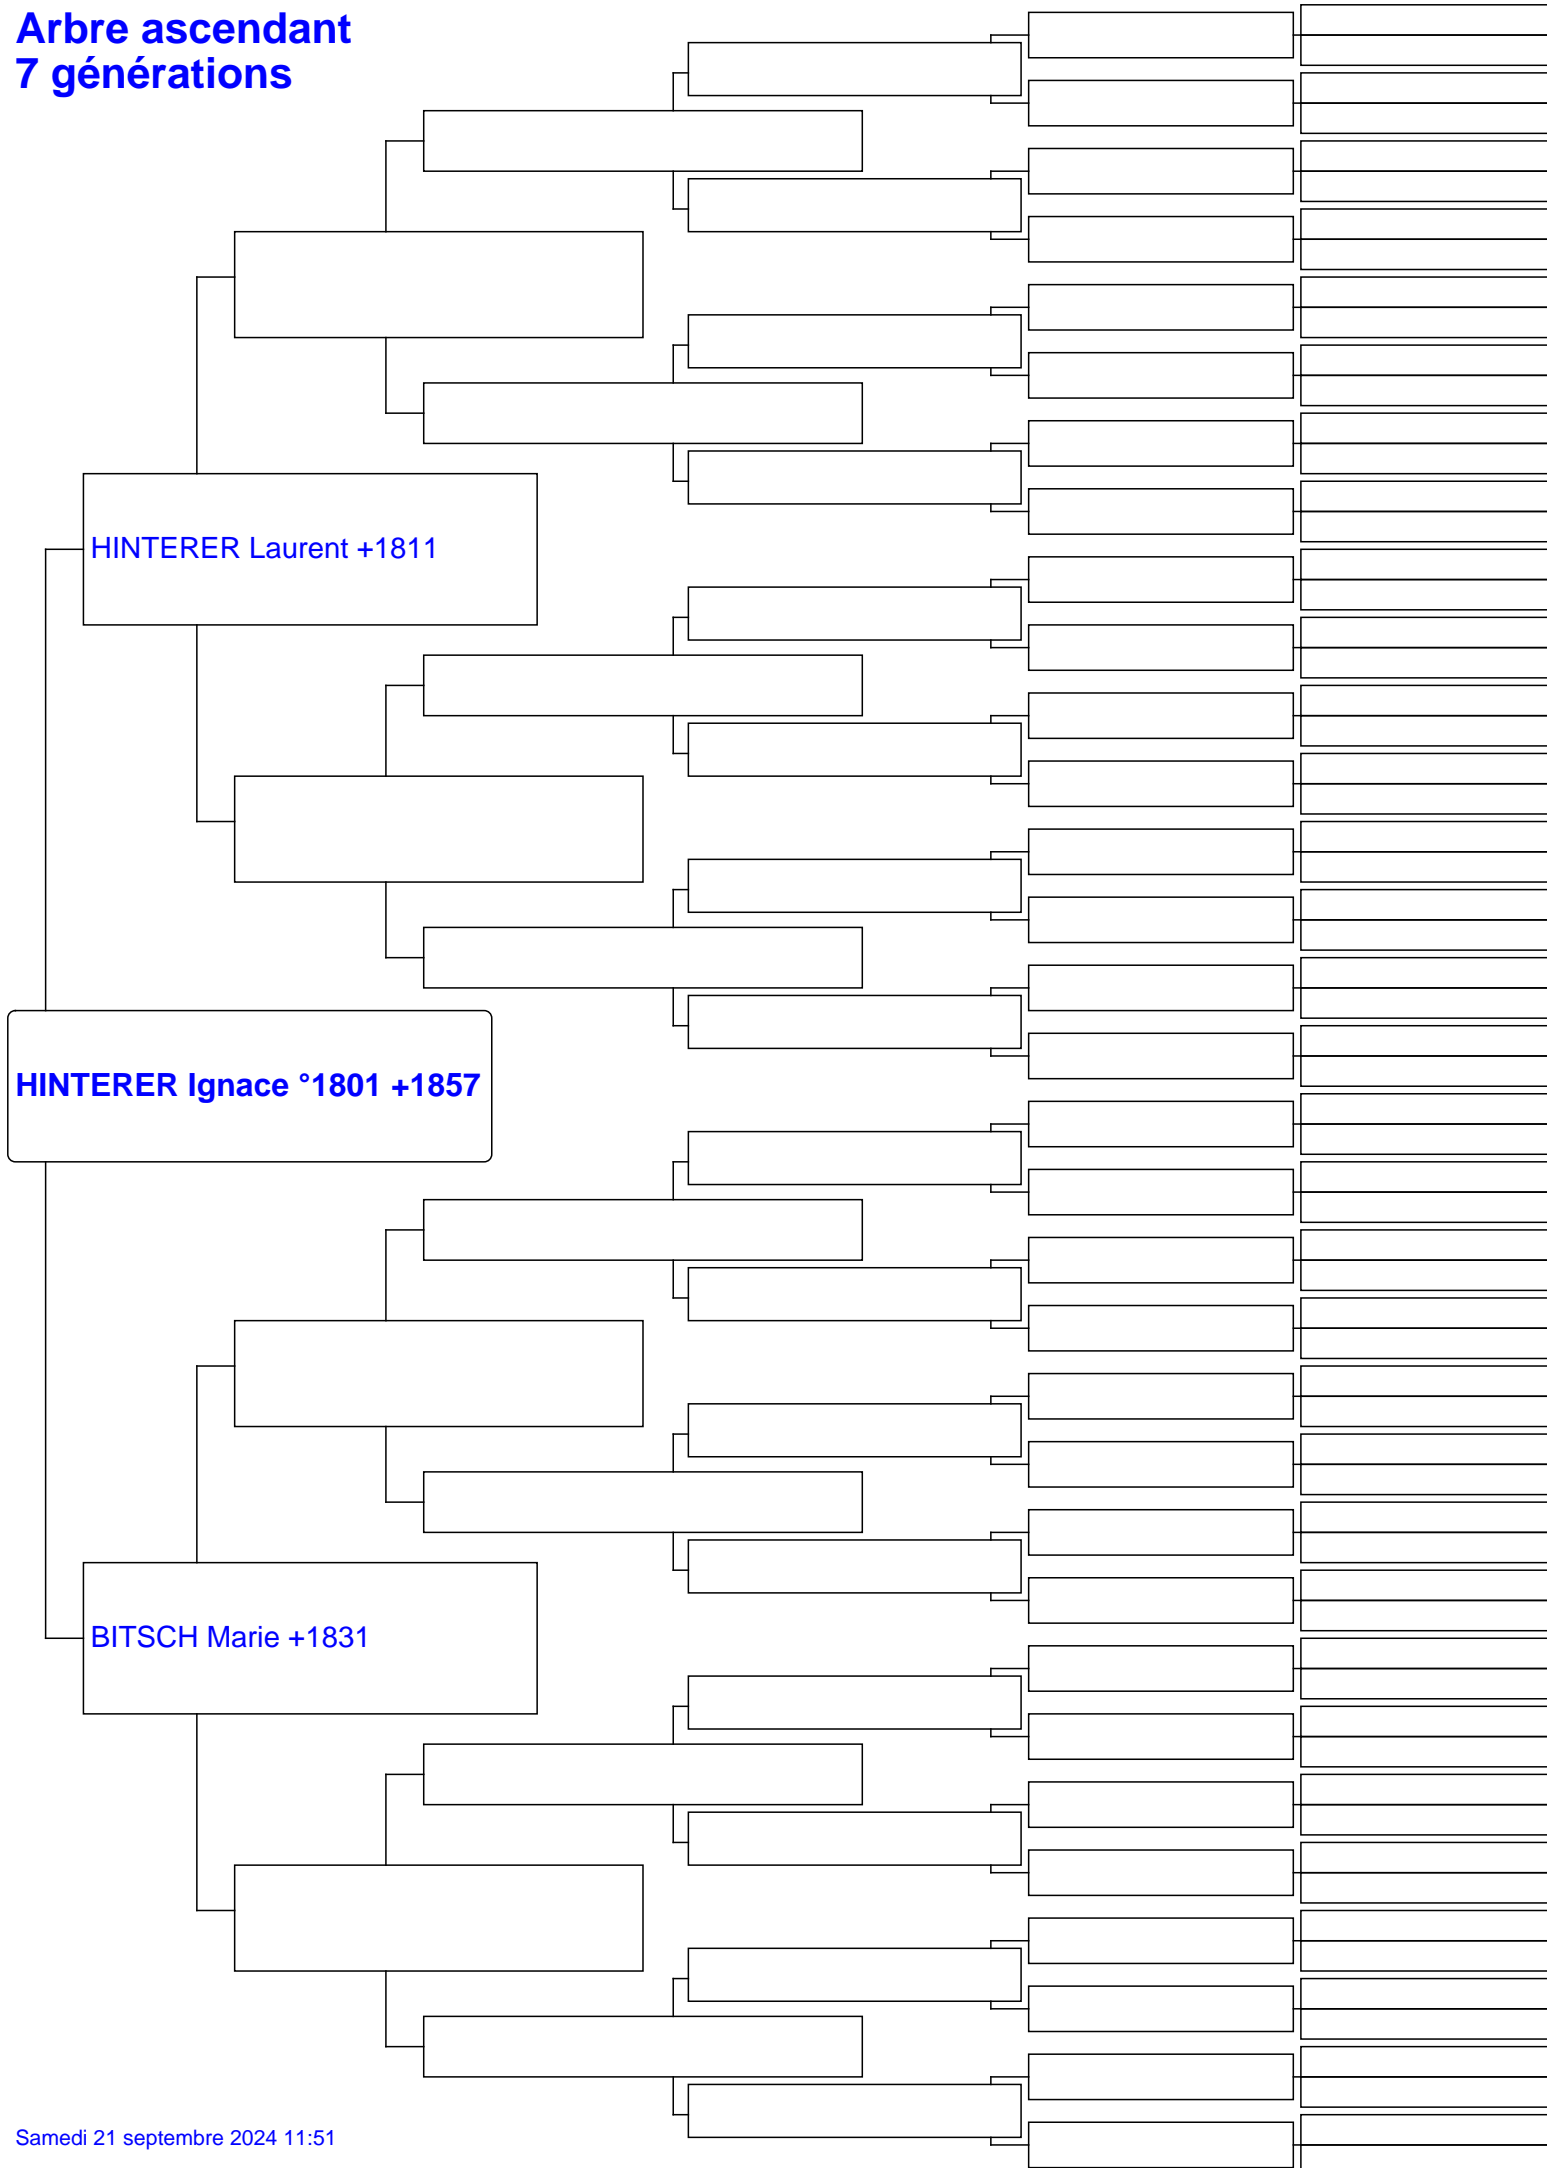 Arbre ascendant
7 générations
HINTERER Laurent +1811
HINTERER Ignace °1801 +1857
BITSCH Marie +1831
Samedi 21 septembre 2024 11:51